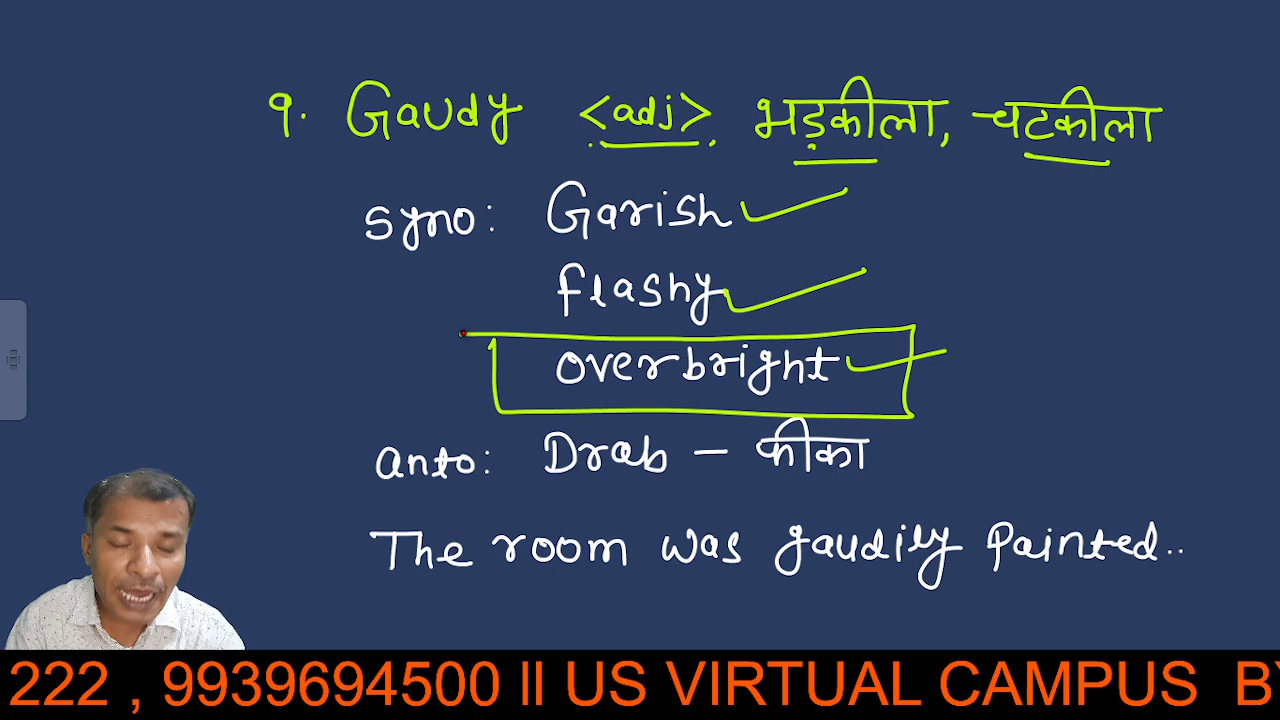 9. Gaudy <adj> भड़कीला, चटकीला
Syno: Garish
flashy
overbright
anto: Drab – फीका
The room was gaudily painted..
222 , 9939694500 ll US VIRTUAL CAMPUS BY